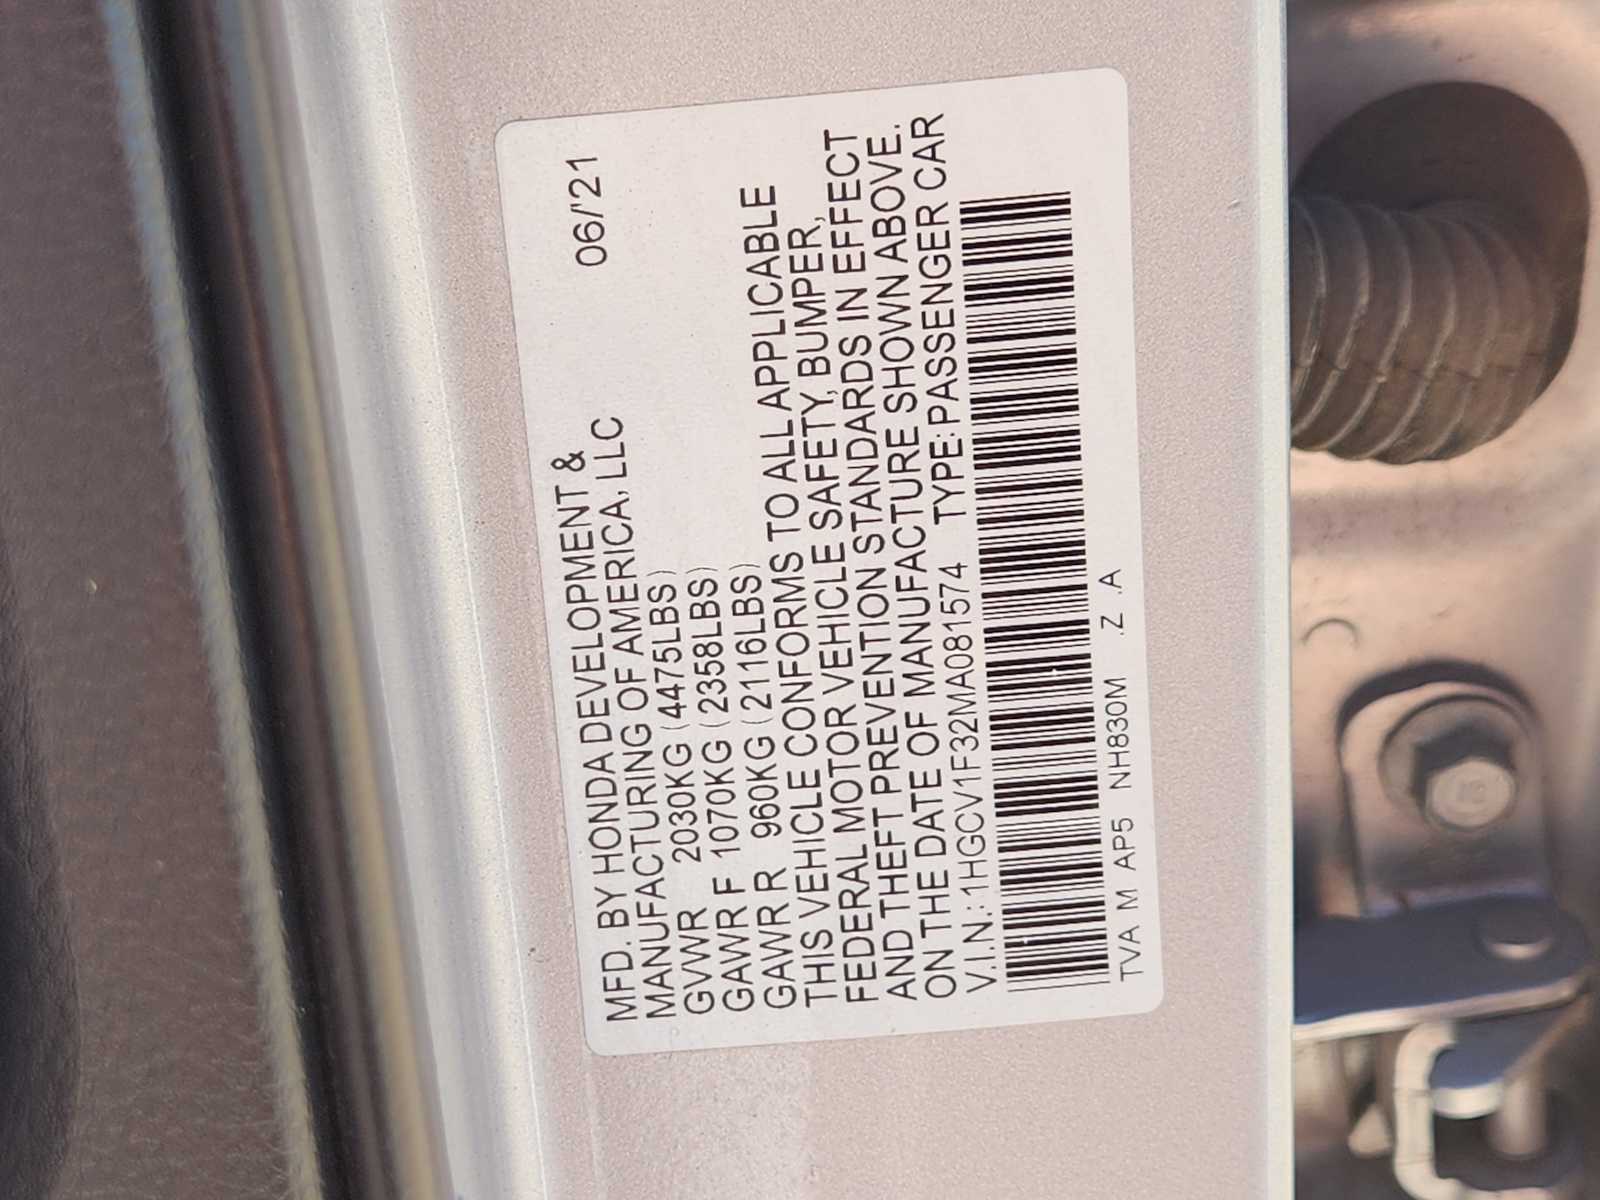 MFD. BY HONDA DEVELOPMENT & 06/'21
MANUFACTURING OF AMERICA, LLC
GVWR 2030KG (4475LBS)
GAWR F 1070KG (2358LBS)
GAWR R 960KG (2116LBS)
THIS VEHICLE CONFORMS TO ALL APPLICABLE
FEDERAL MOTOR VEHICLE SAFETY, BUMPER,
AND THEFT PREVENTION STANDARDS IN EFFECT
ON THE DATE OF MANUFACTURE SHOWN ABOVE.
V.I.N.: 1HGCV1F32MA081574 TYPE: PASSENGER CAR
TVA M AP5 NH830M .Z .A